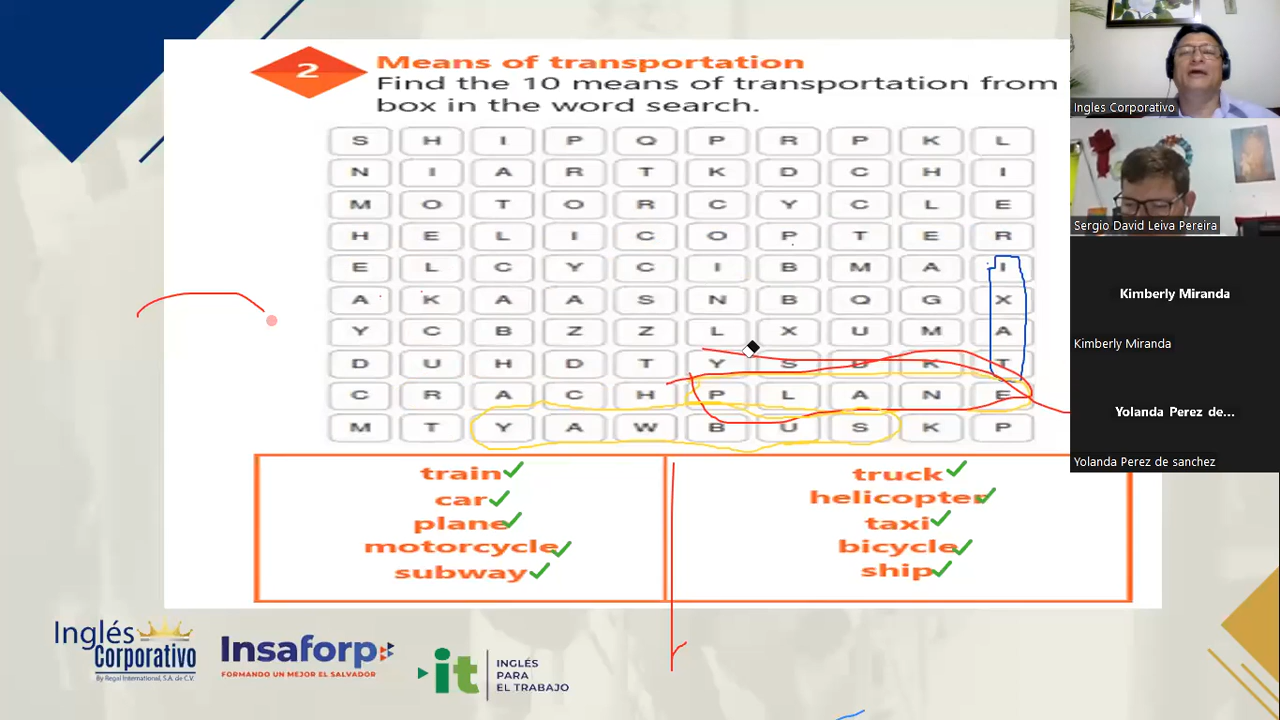 2
Means of transportation
Find the 10 means of transportation from
box in the word search.
S H I P Q P R P K L
N I A R T K D C H I
M O T O R C Y C L E
H E L I C O P T E R
E L C Y C I B M A I
A K A A S N B Q G X
Y C B Z Z L X U M A
D U H D T Y S U K T
C R A C H P L A N E
M T Y A W B U S K P
train truck
car helicopter
plane taxi
motorcycle bicycle
subway ship
Inglés
Corporativo
By Regal International, S.A. de C.V.
Insaforp
FORMANDO UN MEJOR EL SALVADOR
it
INGLÉS
PARA
EL TRABAJO
Ingles Corporativo
Sergio David Leiva Pereira
Kimberly Miranda
Kimberly Miranda
Yolanda Perez de...
Yolanda Perez de sanchez